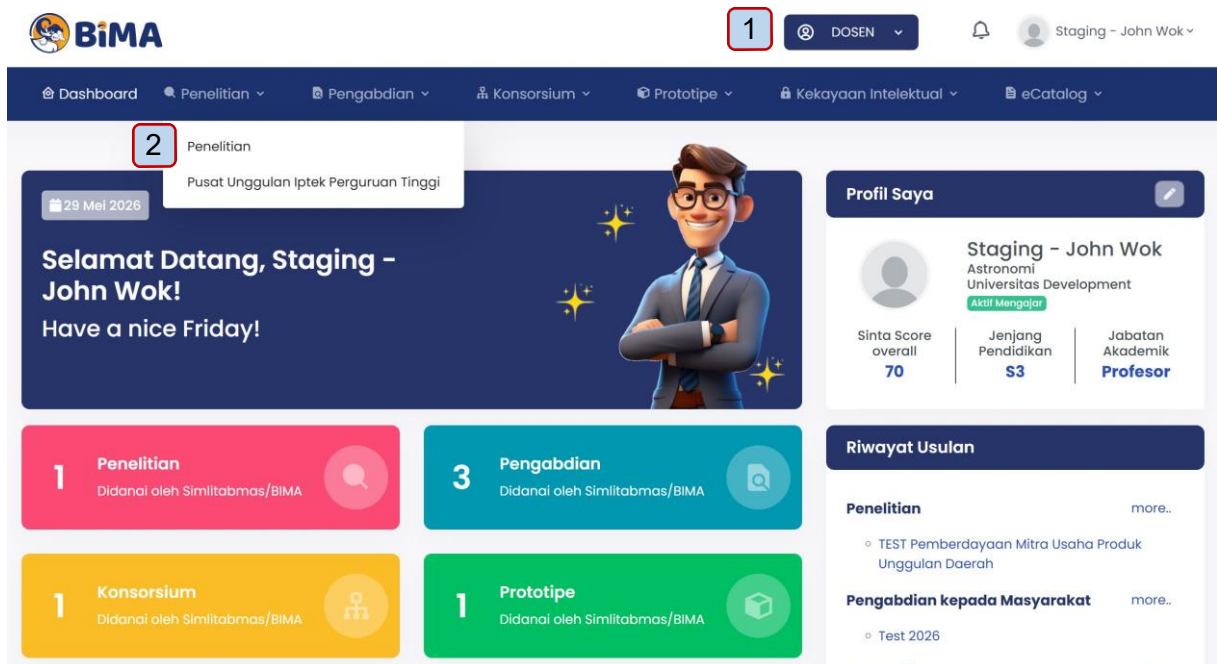 BiMA
1
DOSEN
Staging - John Wok
Dashboard Penelitian Pengabdian Konsorsium Prototipe Kekayaan Intelektual eCatalog
2
Penelitian
Pusat Unggulan Iptek Perguruan Tinggi
29 Mei 2026
Selamat Datang, Staging -
John Wok!
Have a nice Friday!
Profil Saya
Staging - John Wok
Astronomi
Universitas Development
Aktif Mengajar
Sinta Score
overall
70
Jenjang
Pendidikan
S3
Jabatan
Akademik
Profesor
1
Penelitian
Didanai oleh Simlitabmas/BIMA
3
Pengabdian
Didanai oleh Simlitabmas/BIMA
1
Konsorsium
Didanai oleh Simlitabmas/BIMA
1
Prototipe
Didanai oleh Simlitabmas/BIMA
Riwayat Usulan
Penelitian more..
TEST Pemberdayaan Mitra Usaha Produk
Unggulan Daerah
Pengabdian kepada Masyarakat more..
Test 2026